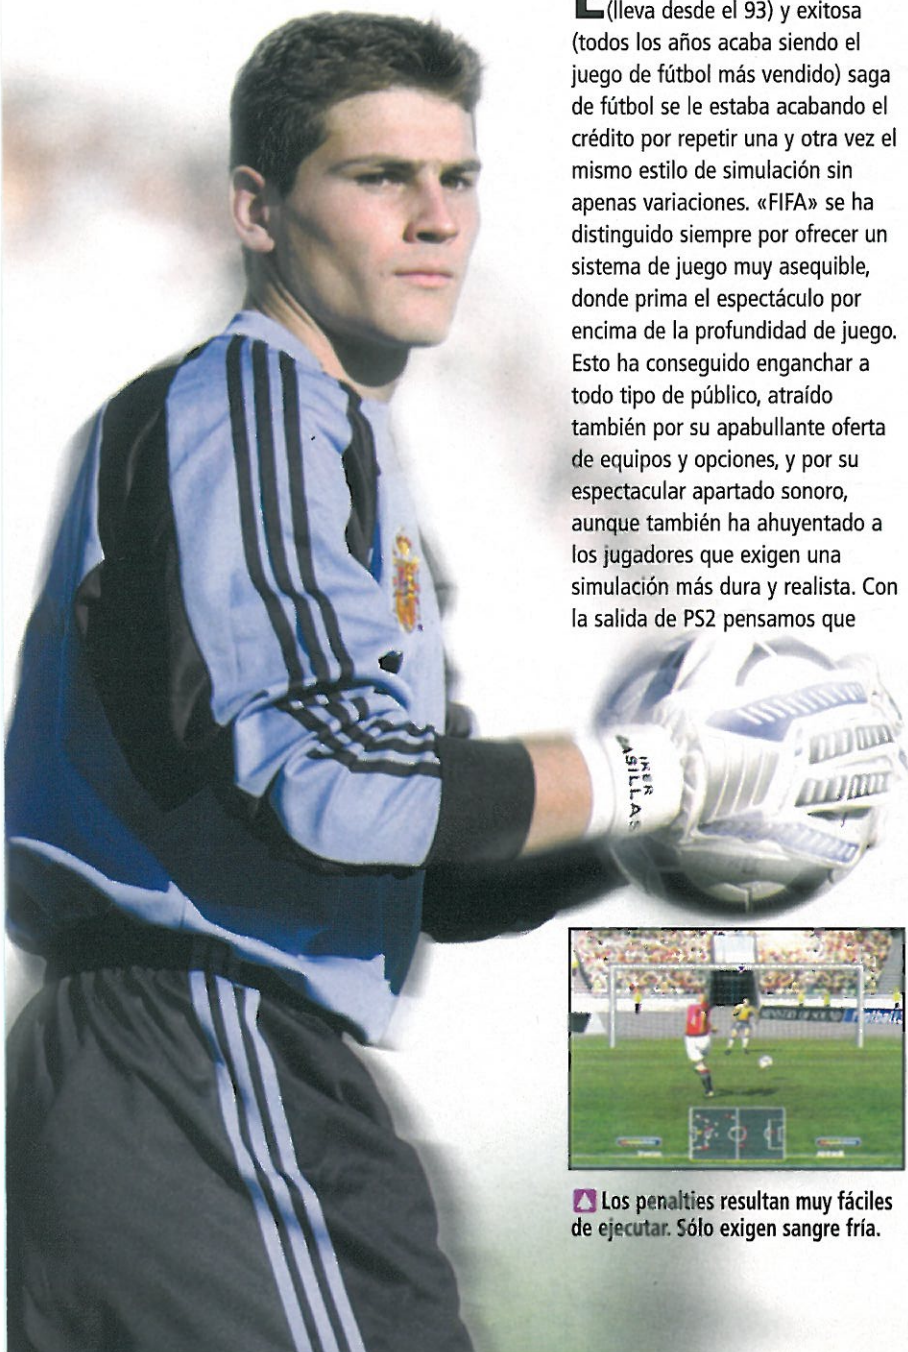 E
(lleva desde el 93) y exitosa
(todos los años acaba siendo el
juego de fútbol más vendido) saga
de fútbol se le estaba acabando el
crédito por repetir una y otra vez el
mismo estilo de simulación sin
apenas variaciones. «FIFA» se ha
distinguido siempre por ofrecer un
sistema de juego muy asequible,
donde prima el espectáculo por
encima de la profundidad de juego.
Esto ha conseguido enganchar a
todo tipo de público, atraído
también por su apabullante oferta
de equipos y opciones, y por su
espectacular apartado sonoro,
aunque también ha ahuyentado a
los jugadores que exigen una
simulación más dura y realista. Con
la salida de PS2 pensamos que
IKER
CASILLAS
MINISTRY OF SOUND
Los penalties resultan muy fáciles
de ejecutar. Sólo exigen sangre fría.